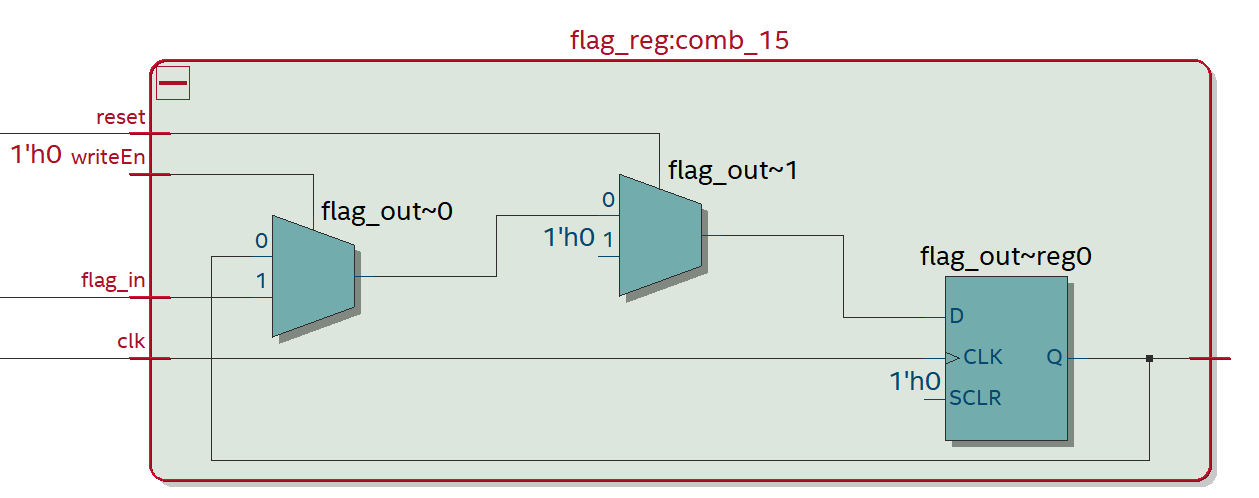 flag_reg:comb_15
reset
1'h0 writeEn
flag_out~1
flag_out~0
0
1'h0 1
0
1
flag_in
flag_out~reg0
D
clk
CLK Q
1'h0
SCLR